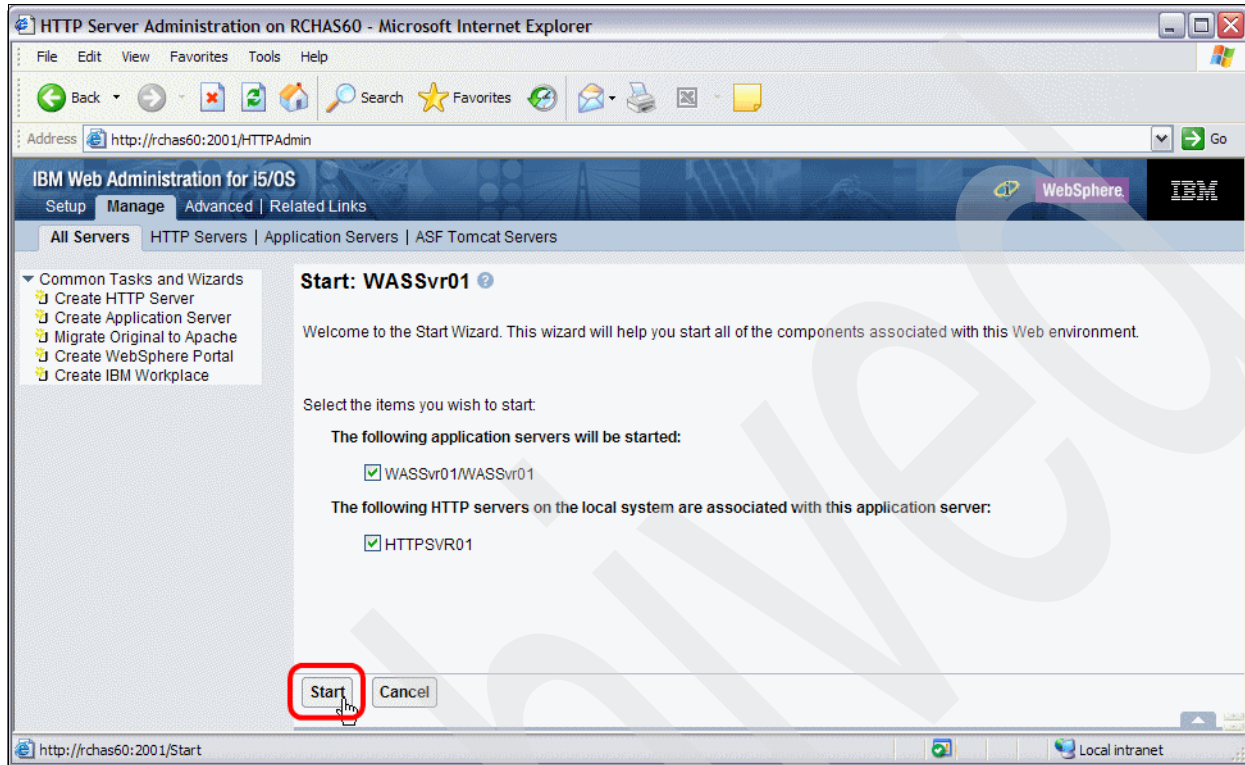 HTTP Server Administration on RCHAS60 - Microsoft Internet Explorer
File Edit View Favorites Tools Help
Back Search Favorites
Address http://rchas60:2001/HTTPAdmin Go
IBM Web Administration for i5/OS
WebSphere. IBM
Setup Manage Advanced | Related Links
All Servers HTTP Servers | Application Servers | ASF Tomcat Servers
Common Tasks and Wizards
Create HTTP Server
Create Application Server
Migrate Original to Apache
Create WebSphere Portal
Create IBM Workplace
Start: WASSvr01
Welcome to the Start Wizard. This wizard will help you start all of the components associated with this Web environment.
Select the items you wish to start:
The following application servers will be started:
WASSvr01/WASSvr01
The following HTTP servers on the local system are associated with this application server:
HTTPSVR01
Start Cancel
http://rchas60:2001/Start Local intranet